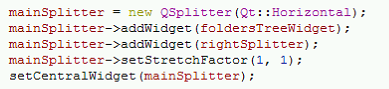 mainSplitter = new QSplitter(Qt::Horizontal);
mainSplitter->addWidget(foldersTreeWidget);
mainSplitter->addWidget(rightSplitter);
mainSplitter->setStretchFactor(1, 1);
setCentralWidget(mainSplitter);